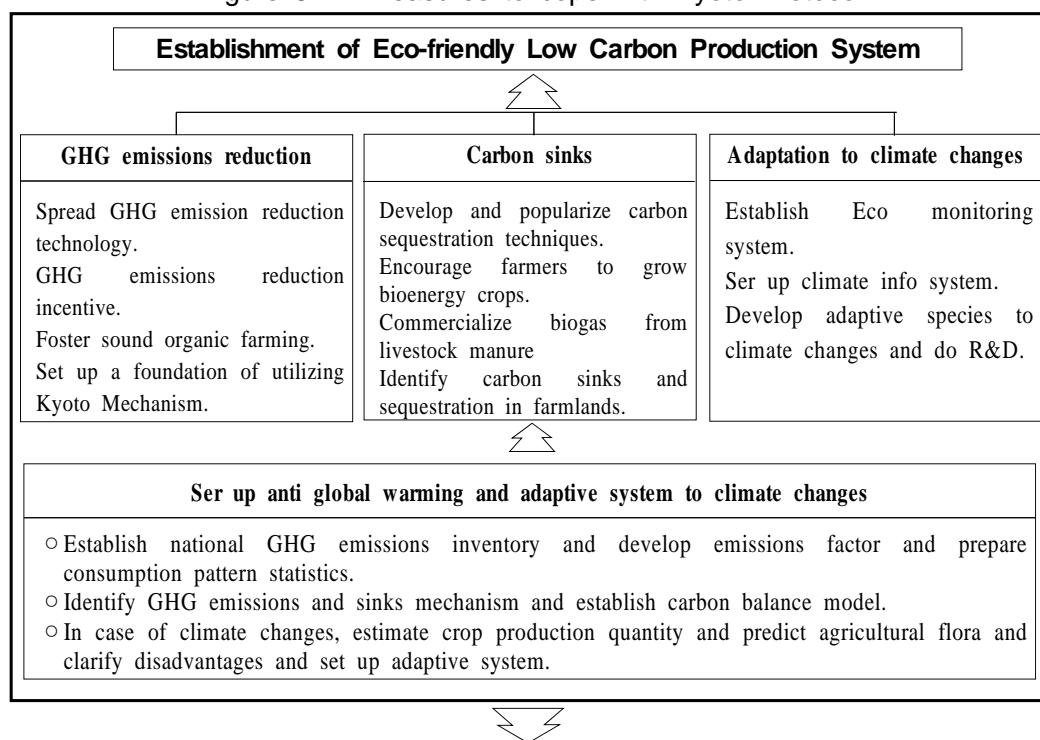 Establishment of Eco-friendly Low Carbon Production System
GHG emissions reduction
Spread GHG emission reduction
technology.
GHG emissions reduction
incentive.
Foster sound organic farming.
Set up a foundation of utilizing
Kyoto Mechanism.
Carbon sinks
Develop and popularize carbon
sequestration techniques.
Encourage farmers to grow
bioenergy crops.
Commercialize biogas from
livestock manure
Identify carbon sinks and
sequestration in farmlands.
Adaptation to climate changes
Establish Eco monitoring
system.
Ser up climate info system.
Develop adaptive species to
climate changes and do R&D.
Ser up anti global warming and adaptive system to climate changes
○ Establish national GHG emissions inventory and develop emissions factor and prepare
consumption pattern statistics.
○ Identify GHG emissions and sinks mechanism and establish carbon balance model.
○ In case of climate changes, estimate crop production quantity and predict agricultural flora and
clarify disadvantages and set up adaptive system.